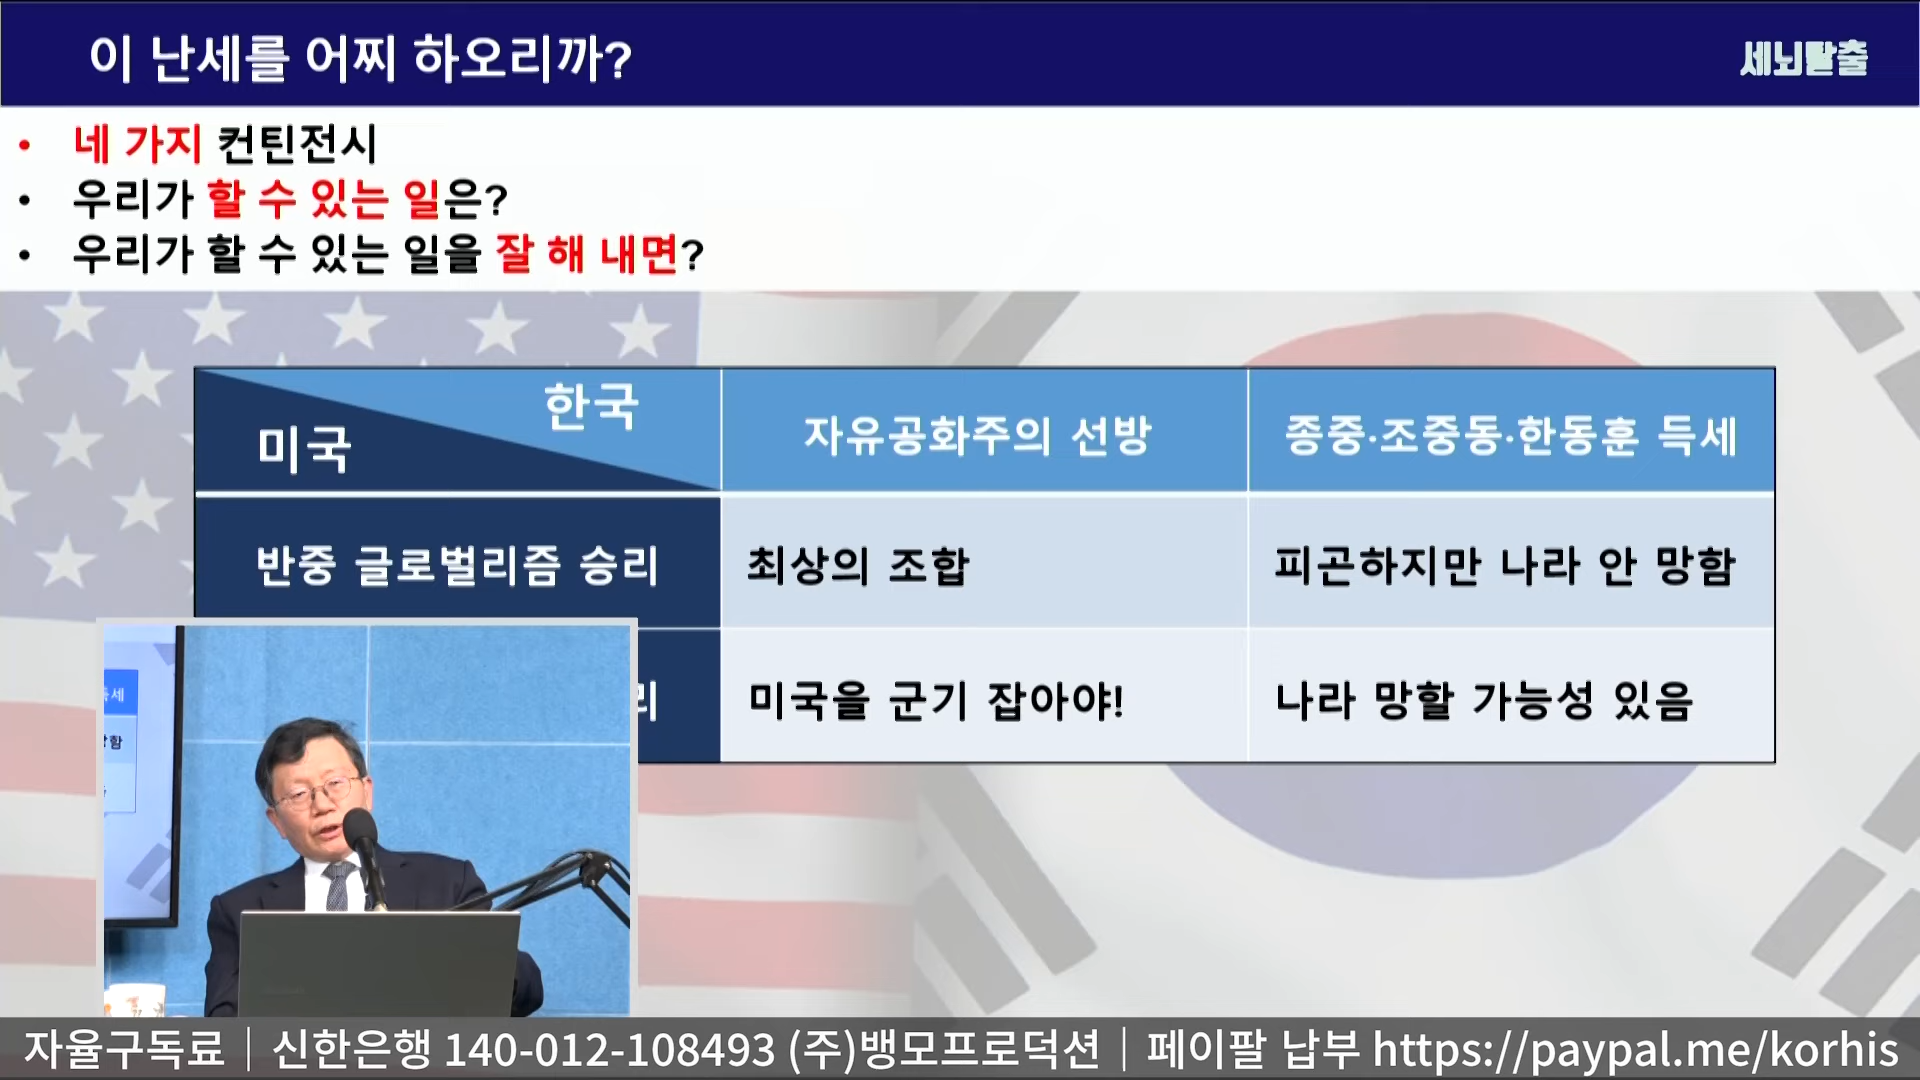 이 난세를 어찌 하오리까?
세뇌탈출
• 네 가지 컨틴전시
• 우리가 할 수 있는 일은?
• 우리가 할 수 있는 일을 잘 해 내면?
한국
미국
자유공화주의 선방
종중·조중동·한동훈 득세
반중 글로벌리즘 승리
최상의 조합
피곤하지만 나라 안 망함
리
미국을 군기 잡아야!
나라 망할 가능성 있음
득세
망함
자율구독료│신한은행 140-012-108493 (주)뱅모프로덕션│페이팔 납부 https://paypal.me/korhis